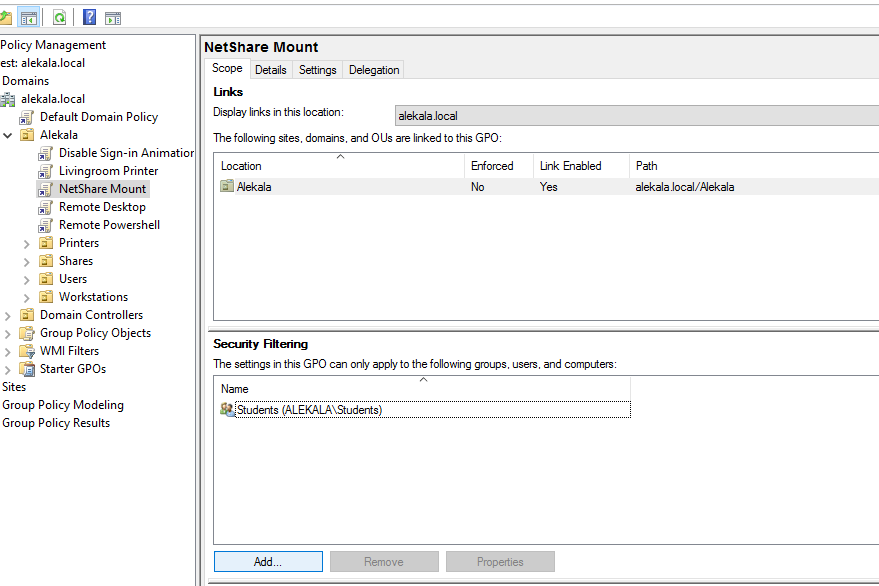 Policy Management
est: alekala.local
Domains
alekala.local
Default Domain Policy
Alekala
Disable Sign-in Animation
Livingroom Printer
NetShare Mount
Remote Desktop
Remote Powershell
Printers
Shares
Users
Workstations
Domain Controllers
Group Policy Objects
WMI Filters
Starter GPOs
Sites
Group Policy Modeling
Group Policy Results
NetShare Mount
Scope Details Settings Delegation
Links
Display links in this location: alekala.local
The following sites, domains, and OUs are linked to this GPO:
Location Enforced Link Enabled Path
Alekala No Yes alekala.local/Alekala
Security Filtering
The settings in this GPO can only apply to the following groups, users, and computers:
Name
Students (ALEKALA\Students)
Add... Remove Properties